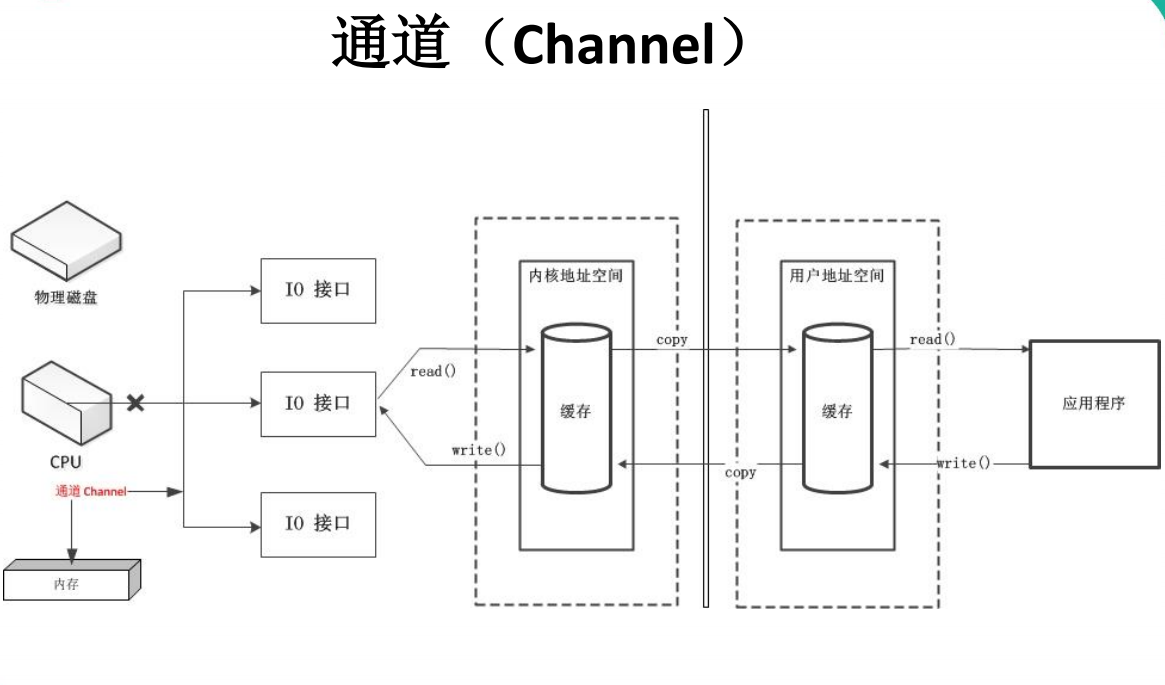 通道（Channel）
物理磁盘
CPU
通道 Channel
内存
IO 接口
IO 接口
IO 接口
read()
write()
内核地址空间
缓存
copy
copy
用户地址空间
缓存
read()
write()
应用程序